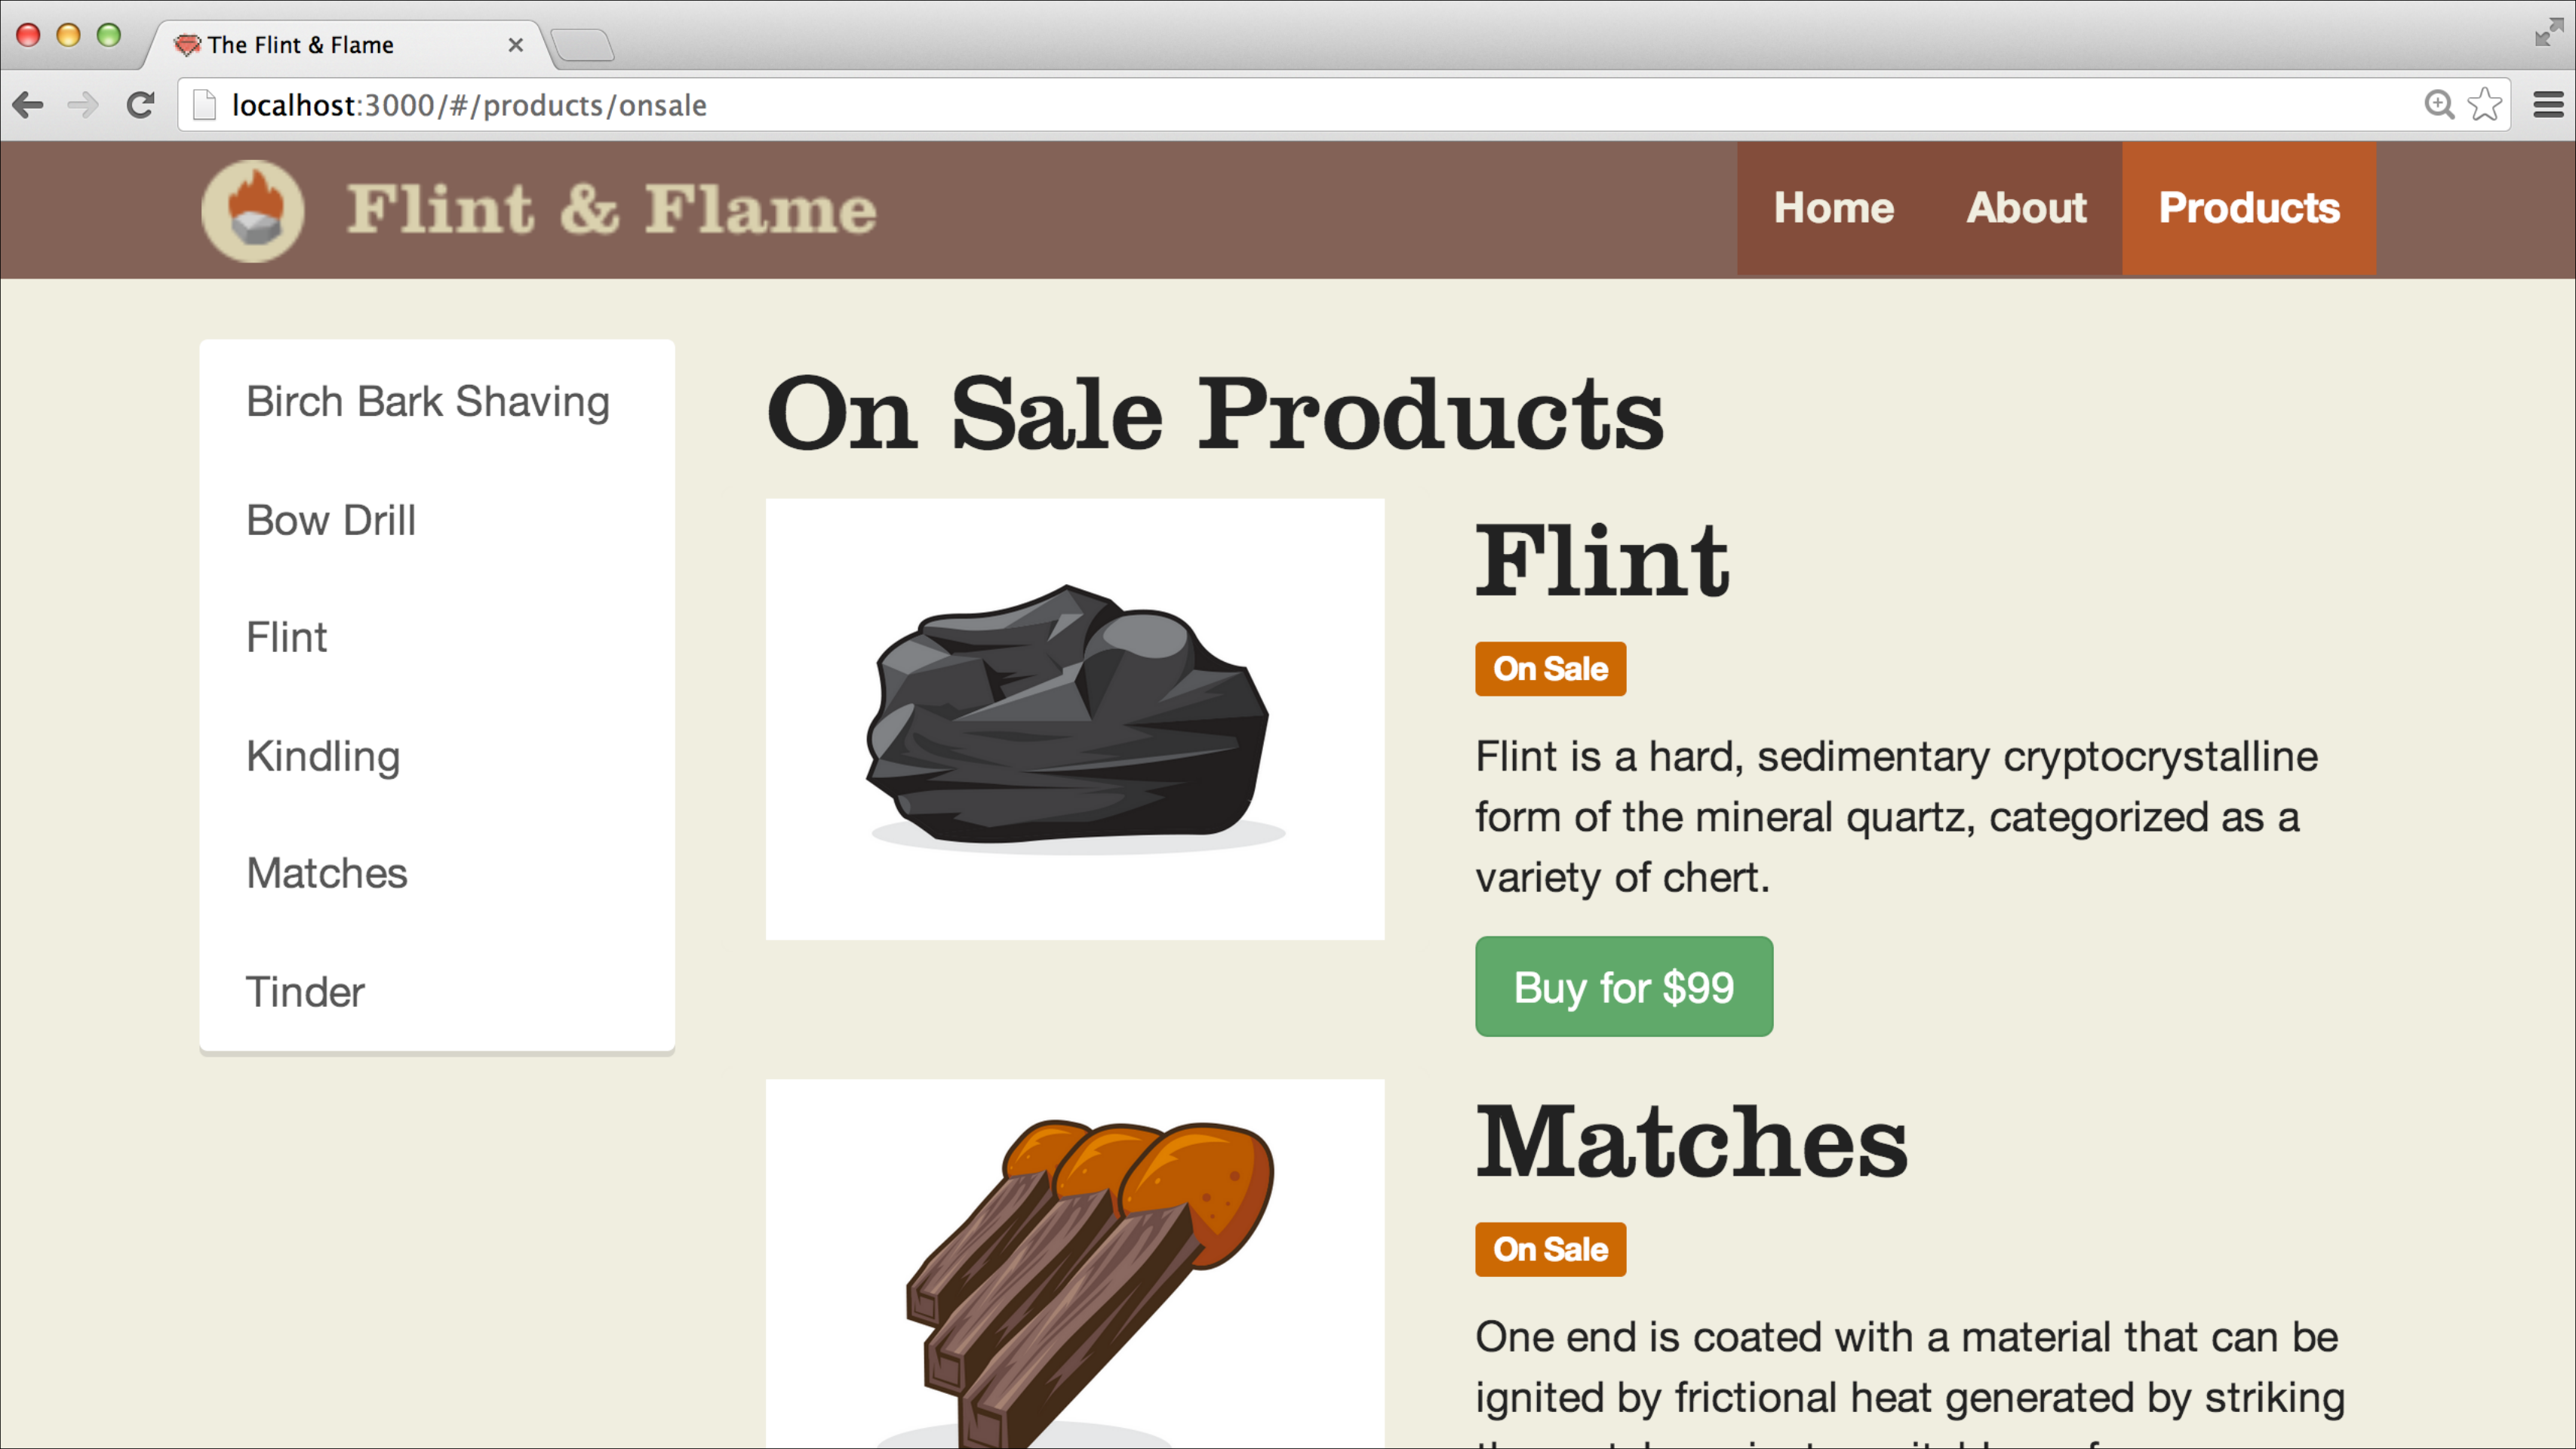 The Flint & Flame
localhost:3000/#/products/onsale
Flint & Flame
Home About Products
Birch Bark Shaving
Bow Drill
Flint
Kindling
Matches
Tinder
On Sale Products
Flint
On Sale
Flint is a hard, sedimentary cryptocrystalline
form of the mineral quartz, categorized as a
variety of chert.
Buy for $99
Matches
On Sale
One end is coated with a material that can be
ignited by frictional heat generated by striking